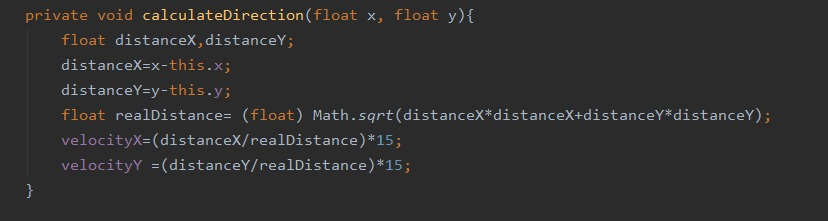 private void calculateDirection(float x, float y){
float distanceX,distanceY;
distanceX=x-this.x;
distanceY=y-this.y;
float realDistance= (float) Math.sqrt(distanceX*distanceX+distanceY*distanceY);
velocityX=(distanceX/realDistance)*15;
velocityY =(distanceY/realDistance)*15;
}